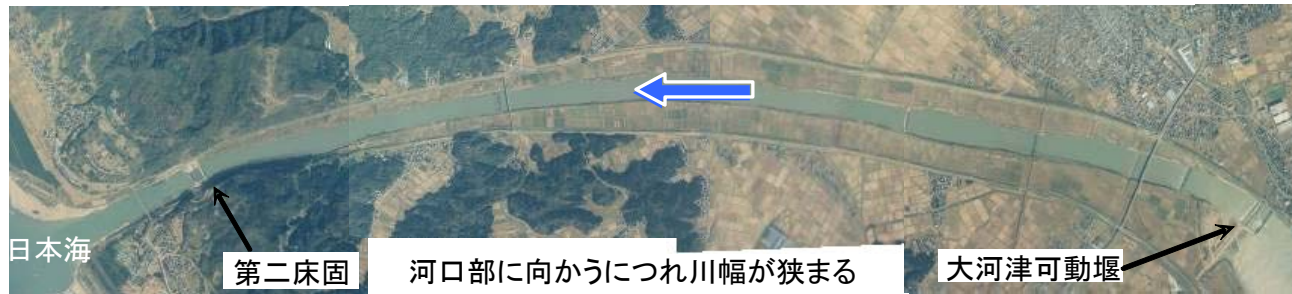 日本海
第二床固
河口部に向かうにつれ川幅が狭まる
大河津可動堰